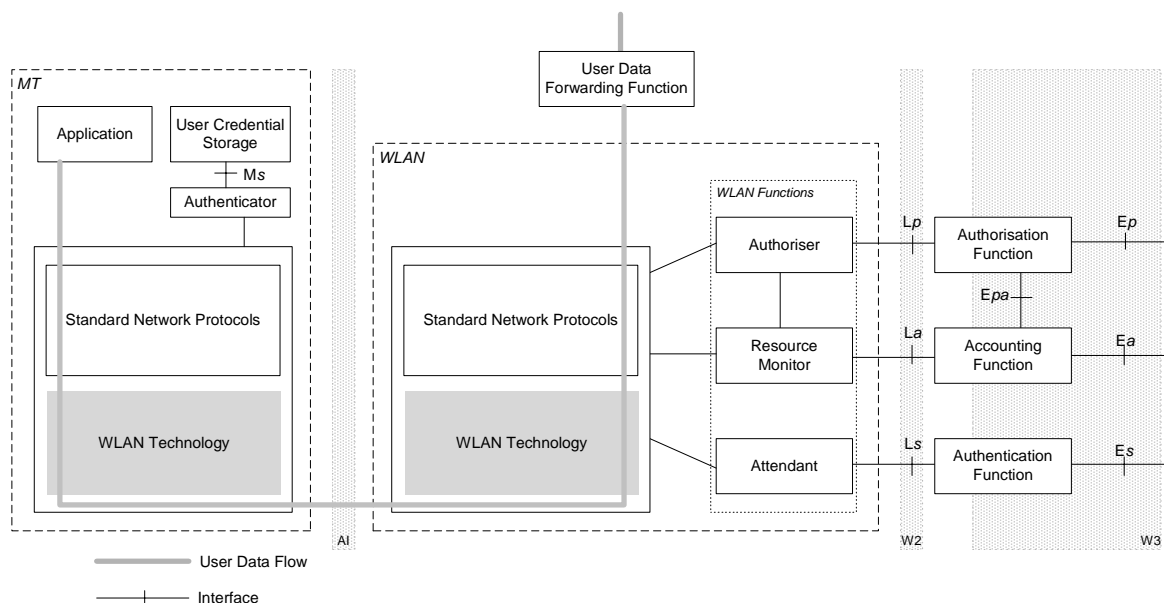 User Data
Forwarding Function
MT
Application
User Credential
Storage
Ms
Authenticator
Standard Network Protocols
WLAN Technology
WLAN
Standard Network Protocols
WLAN Technology
WLAN Functions
Authoriser
Resource
Monitor
Attendant
Lp
La
Ls
Authorisation
Function
Epa
Accounting
Function
Authentication
Function
Ep
Ea
Es
AI
W2
W3
User Data Flow
Interface